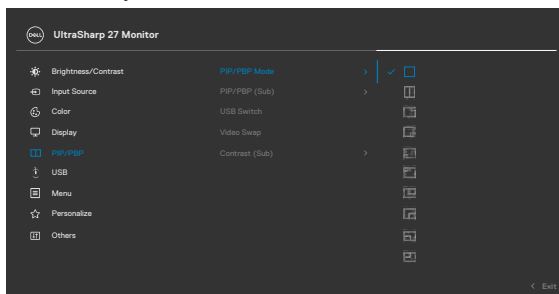 DELL UltraSharp 27 Monitor
Brightness/Contrast PIP/PBP Mode
Input Source PIP/PBP (Sub)
Color USB Switch
Display Video Swap
PIP/PBP Contrast (Sub)
USB
Menu
Personalize
Others
Exit